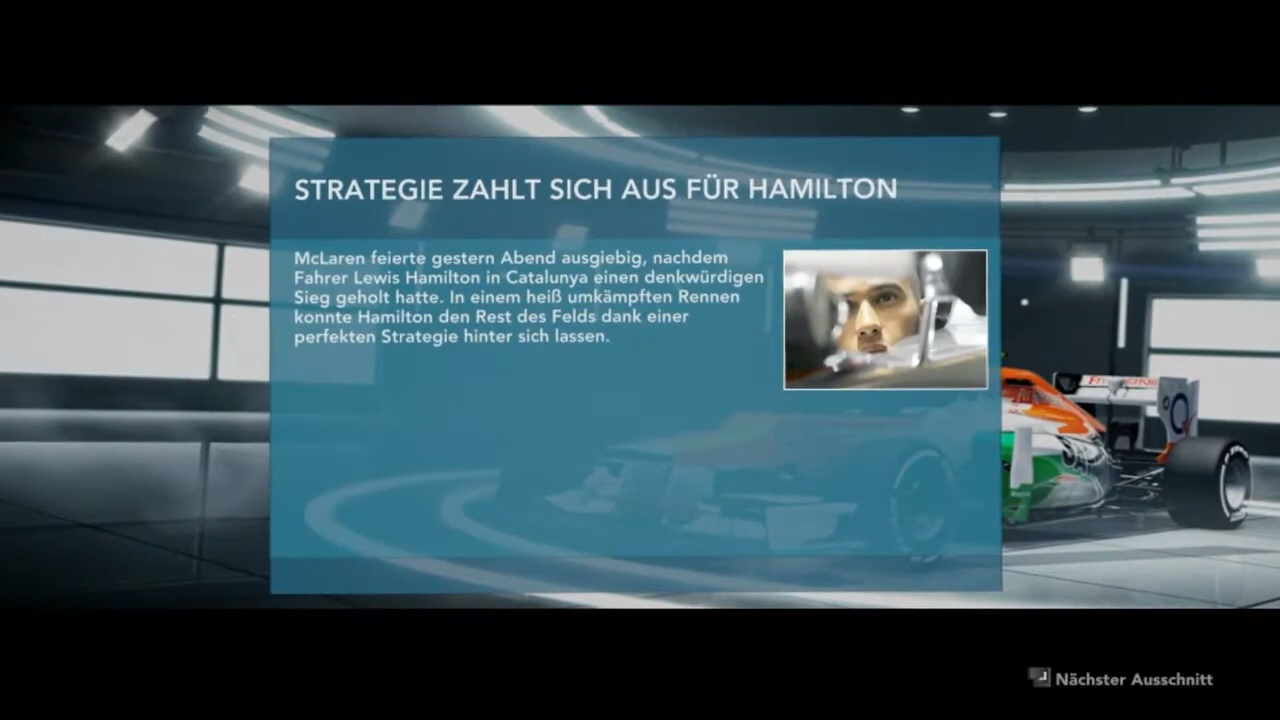 STRATEGIE ZAHLT SICH AUS FÜR HAMILTON
McLaren feierte gestern Abend ausgiebig, nachdem
Fahrer Lewis Hamilton in Catalunya einen denkwürdigen
Sieg geholt hatte. In einem heiß umkämpften Rennen
konnte Hamilton den Rest des Felds dank einer
perfekten Strategie hinter sich lassen.
Nächster Ausschnitt